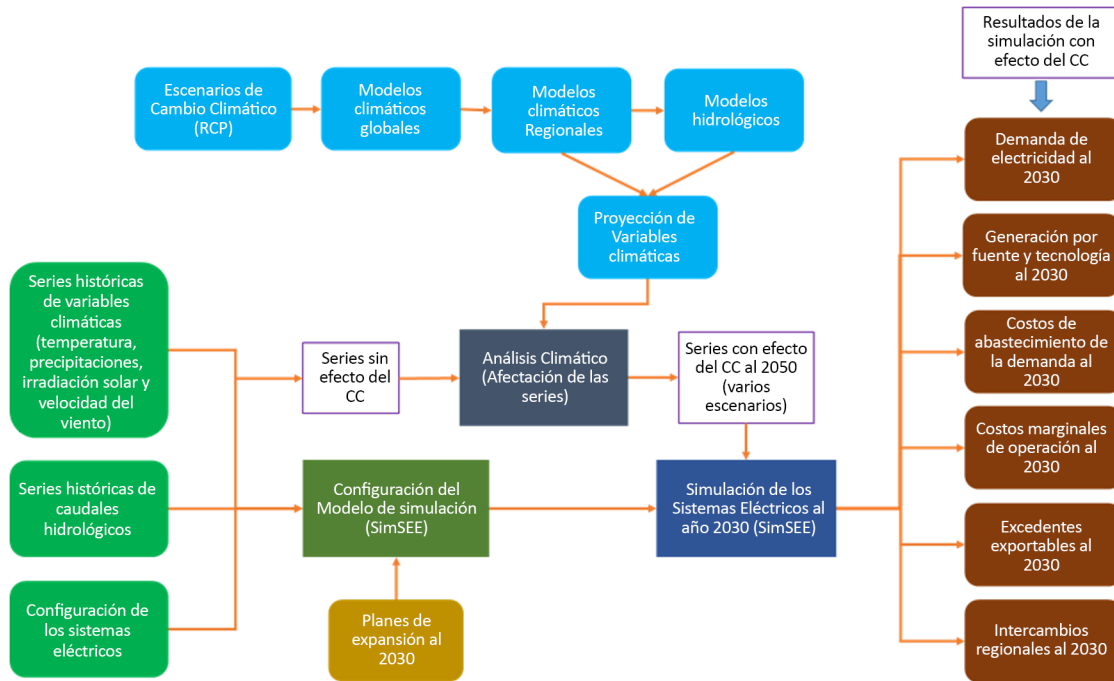 Resultados de la
simulación con
efecto del CC
Escenarios de
Cambio Climático
(RCP)
Modelos
climáticos
globales
Modelos
climáticos
Regionales
Modelos
hidrológicos
Proyección de
Variables
climáticas
Series históricas
de variables
climáticas
(temperatura,
precipitaciones,
irradiación solar y
velocidad del
viento)
Series sin
efecto del
CC
Análisis Climático
(Afectación de las
series)
Series con efecto
del CC al 2050
(varios
escenarios)
Series históricas de
caudales
hidrológicos
Configuración del
Modelo de simulación
(SimSEE)
Simulación de los
Sistemas Eléctricos al
año 2030 (SimSEE)
Configuración de
los sistemas
eléctricos
Planes de
expansión al
2030
Demanda de
electricidad al
2030
Generación por
fuente y tecnología
al 2030
Costos de
abastecimiento de
la demanda al
2030
Costos marginales
de operación al
2030
Excedentes
exportables al
2030
Intercambios
regionales al 2030